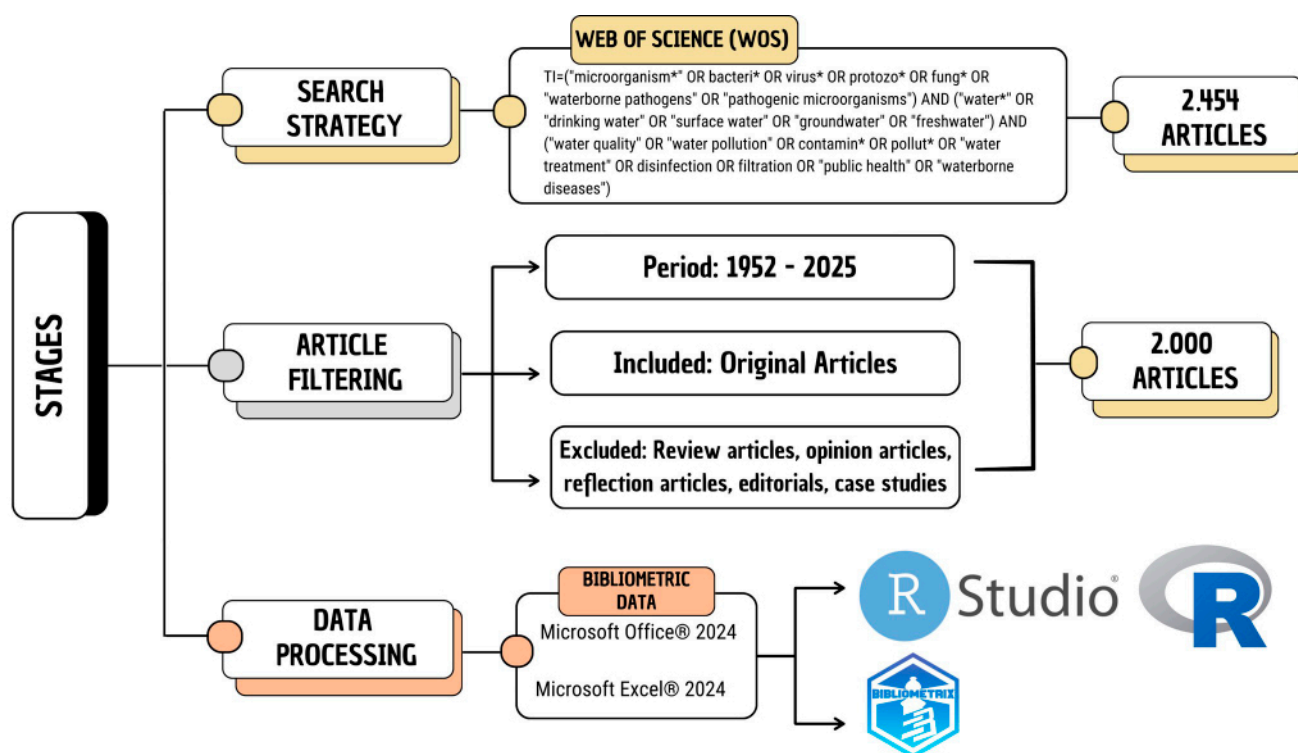 STAGES
SEARCH
STRATEGY
WEB OF SCIENCE (WOS)
TI=("microorganism*" OR bacteri* OR virus* OR protozo* OR fung* OR
"waterborne pathogens" OR "pathogenic microorganisms") AND ("water*" OR
"drinking water" OR "surface water" OR "groundwater" OR "freshwater") AND
("water quality" OR "water pollution" OR contamin* OR pollut* OR "water
treatment" OR disinfection OR filtration OR "public health" OR "waterborne
diseases")
2.454
ARTICLES
ARTICLE
FILTERING
Period: 1952 - 2025
Included: Original Articles
Excluded: Review articles, opinion articles,
reflection articles, editorials, case studies
2.000
ARTICLES
DATA
PROCESSING
BIBLIOMETRIC
DATA
Microsoft Office® 2024
Microsoft Excel® 2024
R Studio®
R
BIBLIOMETRIX